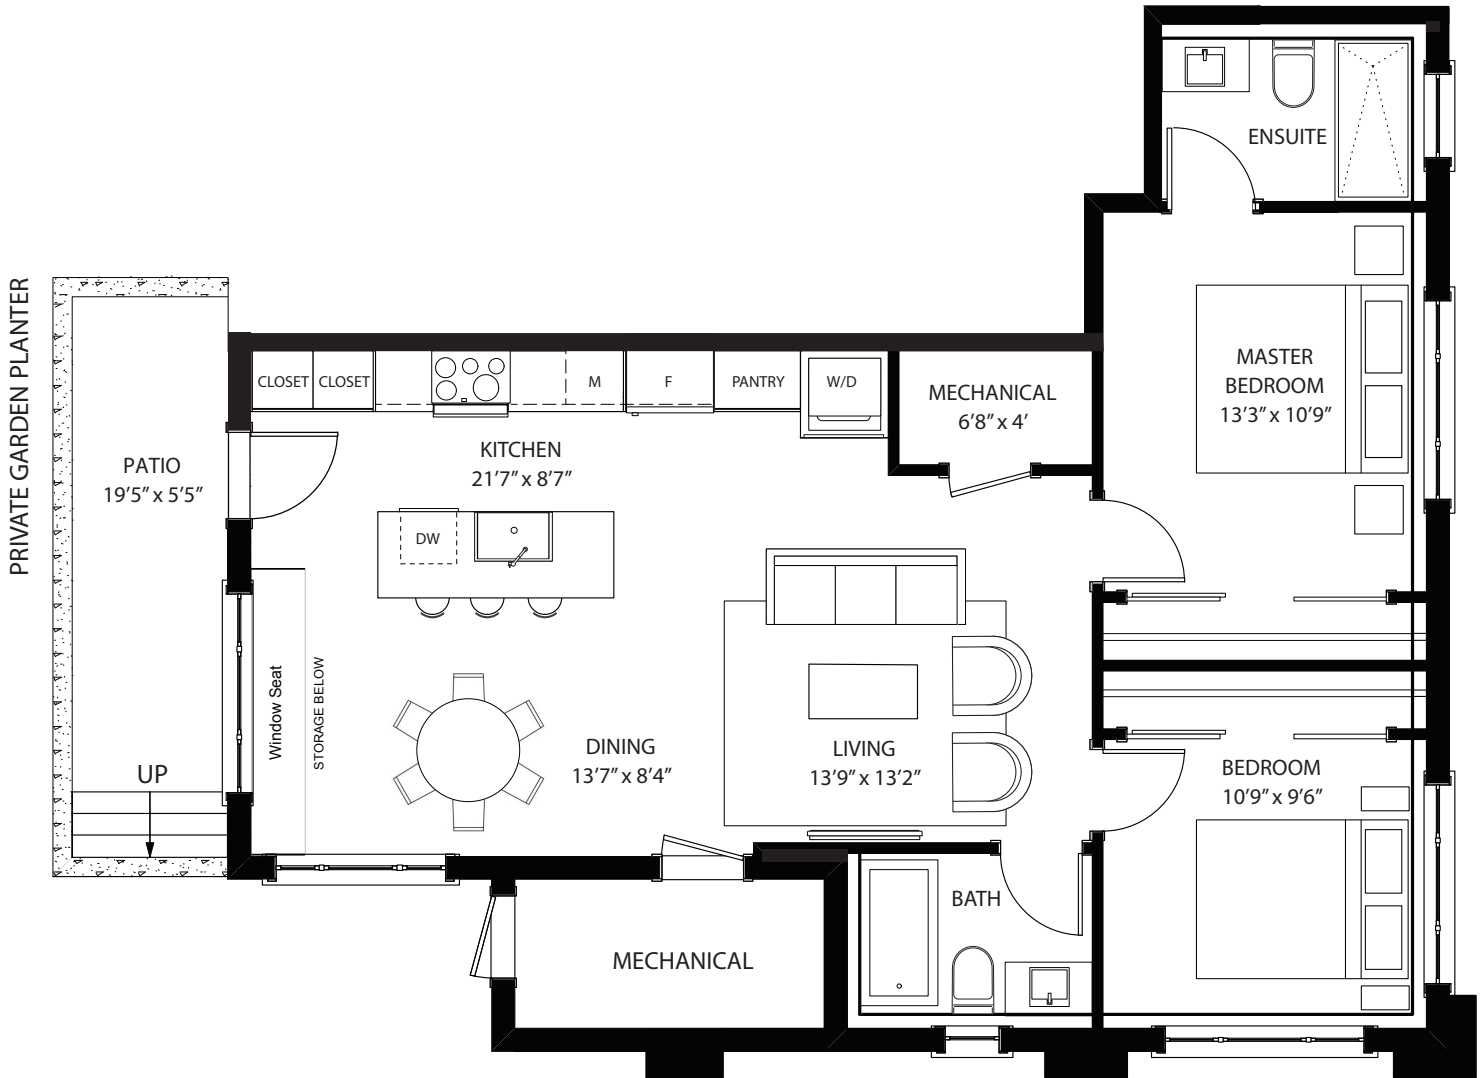 ENSUITE
PRIVATE GARDEN PLANTER
MASTER
BEDROOM
13'3” x 10'9”
CLOSET
CLOSET
M
F
PANTRY
W/D
MECHANICAL
6'8” x 4'
KITCHEN
21'7” x 8'7”
PATIO
19'5” x 5'5”
DW
Window Seat
STORAGE BELOW
DINING
13'7” x 8'4”
LIVING
13'9” x 13'2”
UP
BEDROOM
10'9” x 9'6”
BATH
MECHANICAL